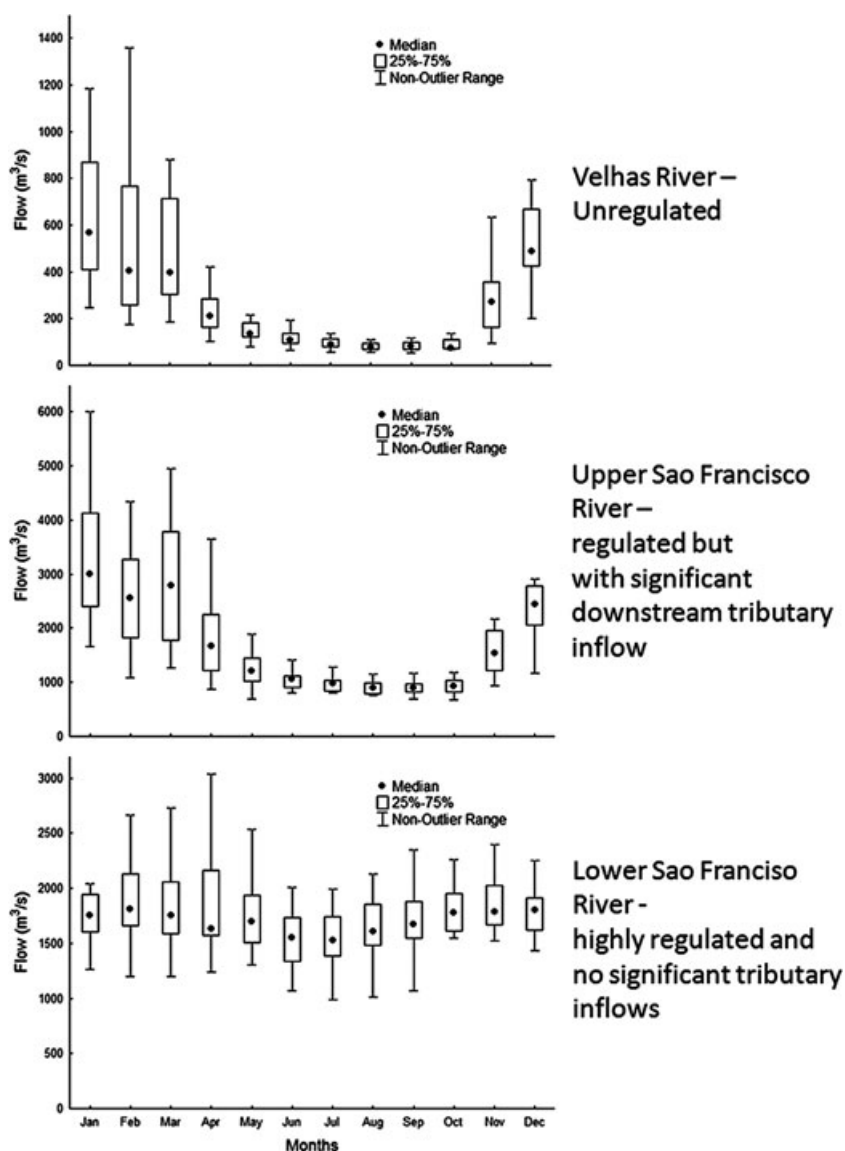 1400
1200
1000
800
600
400
200
0
Flow (m³/s)
Median
25%-75%
Non-Outlier Range
Velhas River –
Unregulated
6000
5000
4000
3000
2000
1000
0
Flow (m³/s)
Median
25%-75%
Non-Outlier Range
Upper Sao Francisco
River –
regulated but
with significant
downstream tributary
inflow
3000
2500
2000
1500
1000
500
0
Flow (m³/s)
Median
25%-75%
Non-Outlier Range
Lower Sao Franciso
River -
highly regulated and
no significant tributary
inflows
Jan Feb Mar Apr May Jun Jul Aug Sep Oct Nov Dec
Months